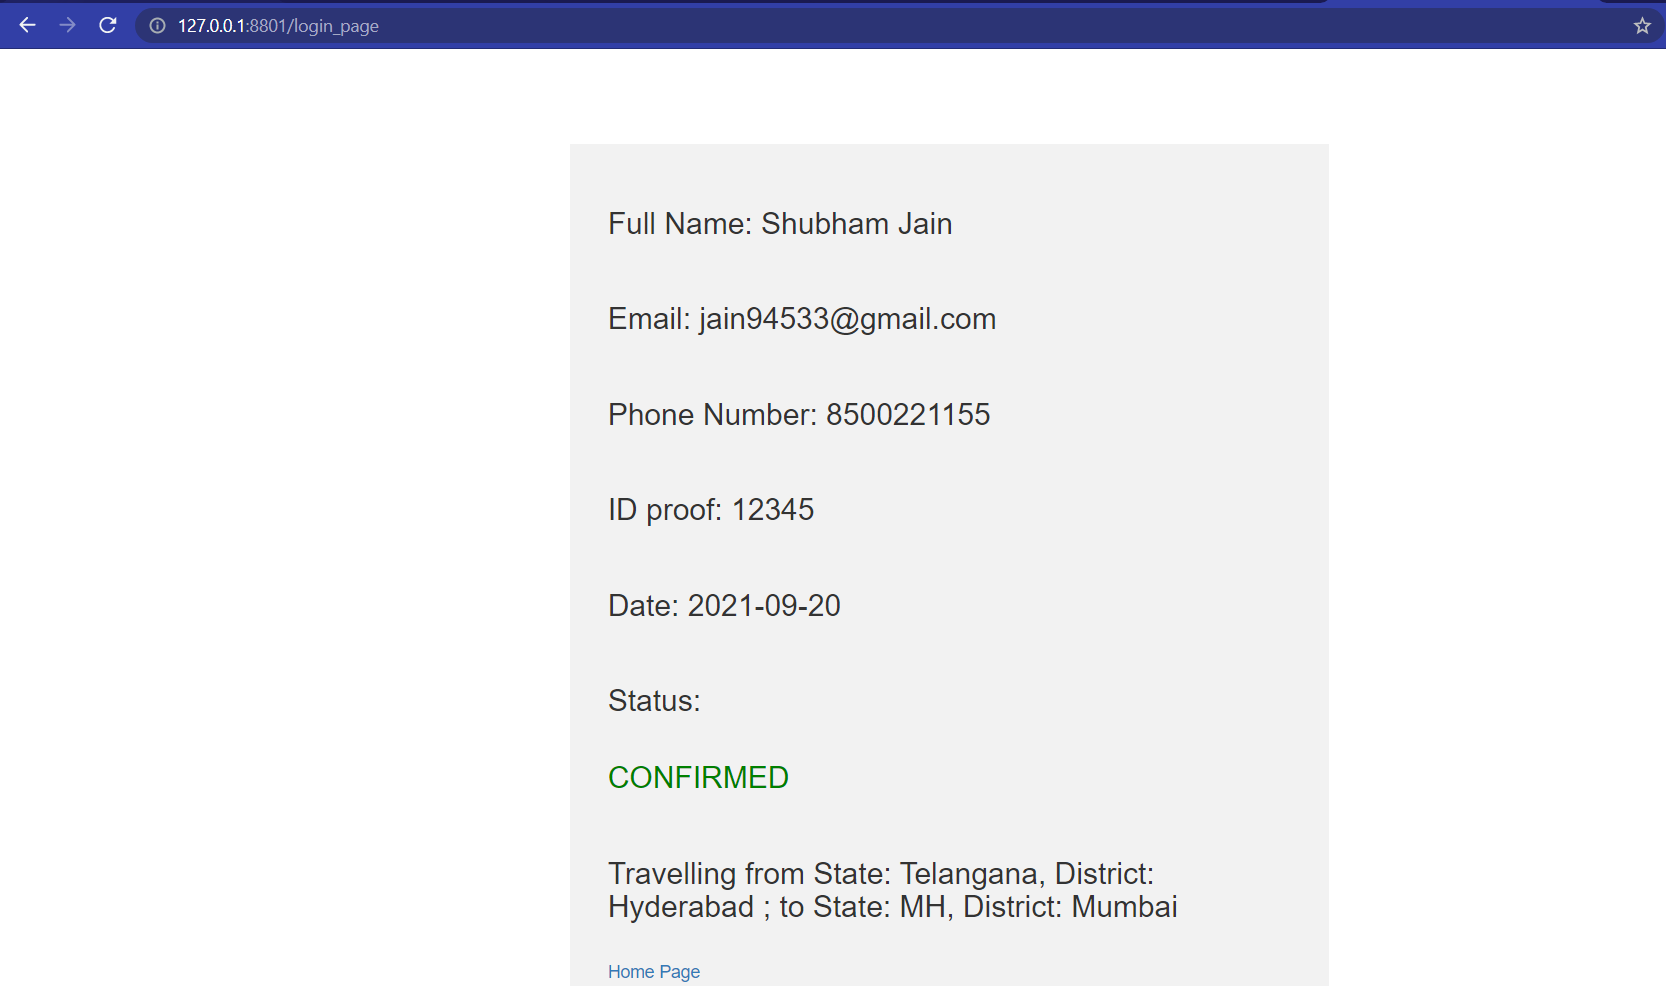 127.0.0.1:8801/login_page
Full Name: Shubham Jain
Email: jain94533@gmail.com
Phone Number: 8500221155
ID proof: 12345
Date: 2021-09-20
Status:
CONFIRMED
Travelling from State: Telangana, District:
Hyderabad ; to State: MH, District: Mumbai
Home Page